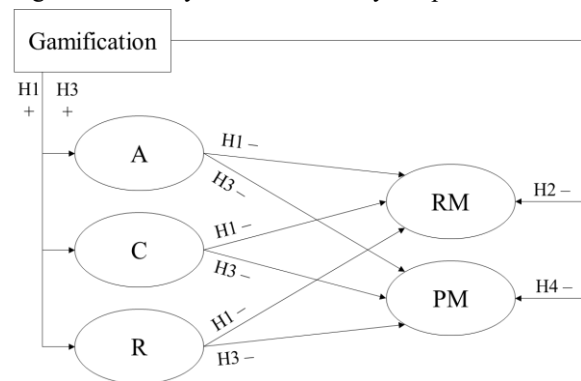 Gamification
H1 H3
+ +
A
H1 –
H3 –
RM
H2 –
C
H1 –
H3 –
PM
H4 –
H1 –
R
H3 –